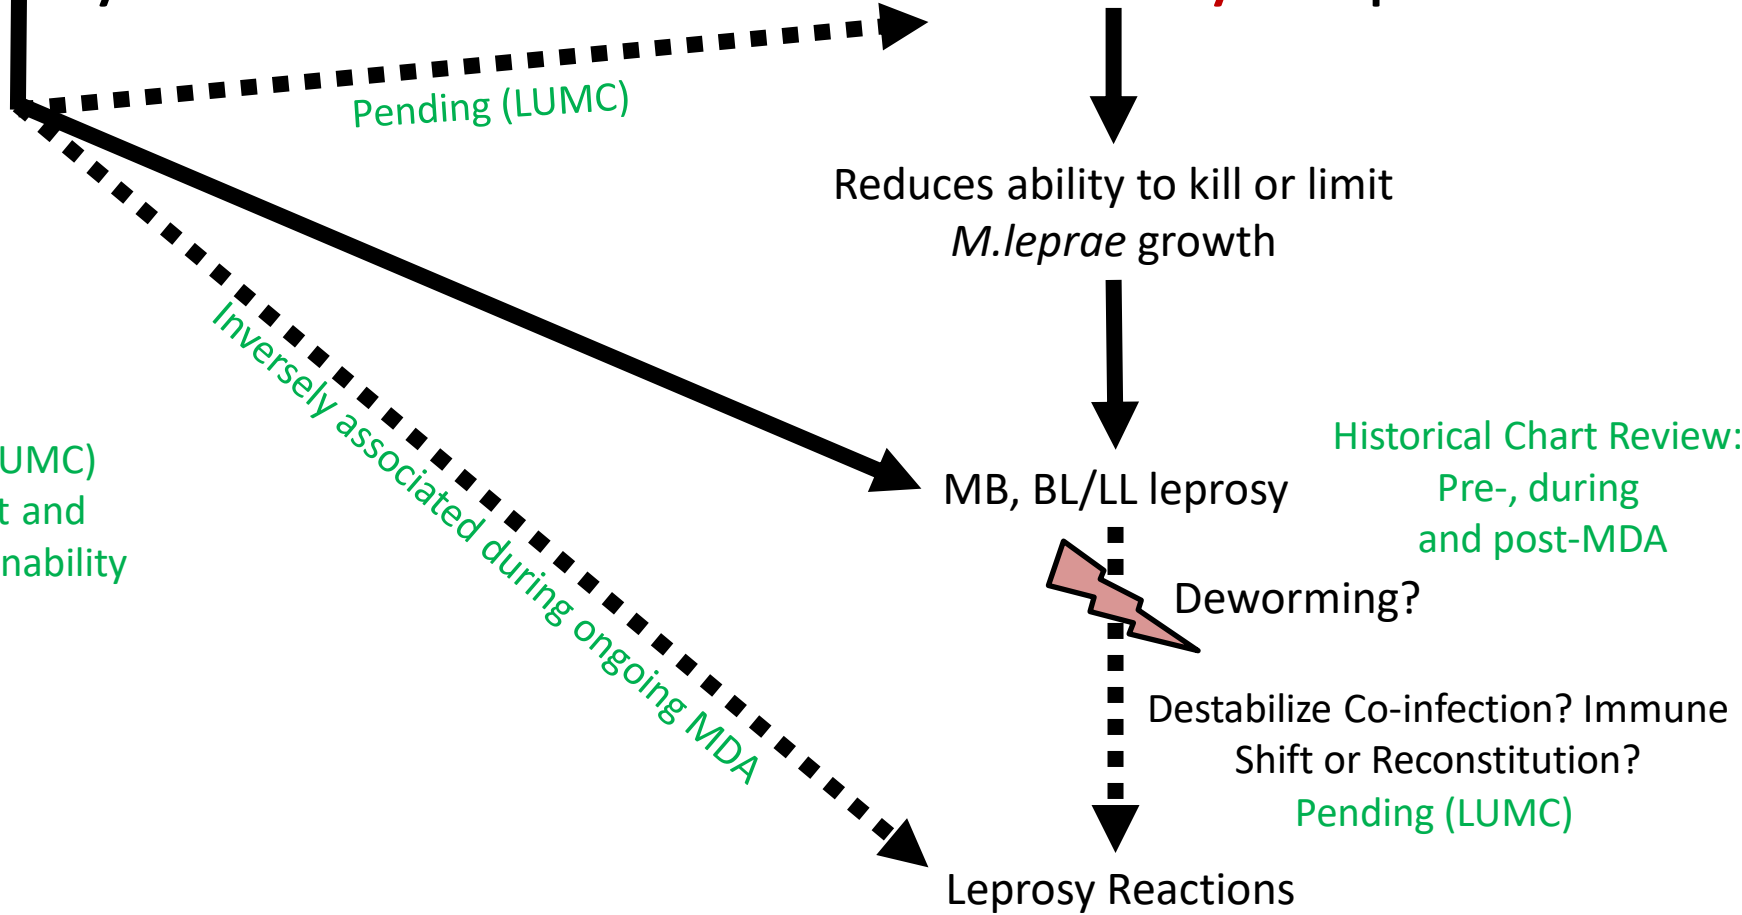 Pending (LUMC)
Reduces ability to kill or limit
M.leprae growth
Inversely associated during ongoing MDA
MB, BL/LL leprosy
Historical Chart Review:
Pre-, during
and post-MDA
UMC)
t and
nability
Deworming?
Destabilize Co-infection? Immune
Shift or Reconstitution?
Pending (LUMC)
Leprosy Reactions